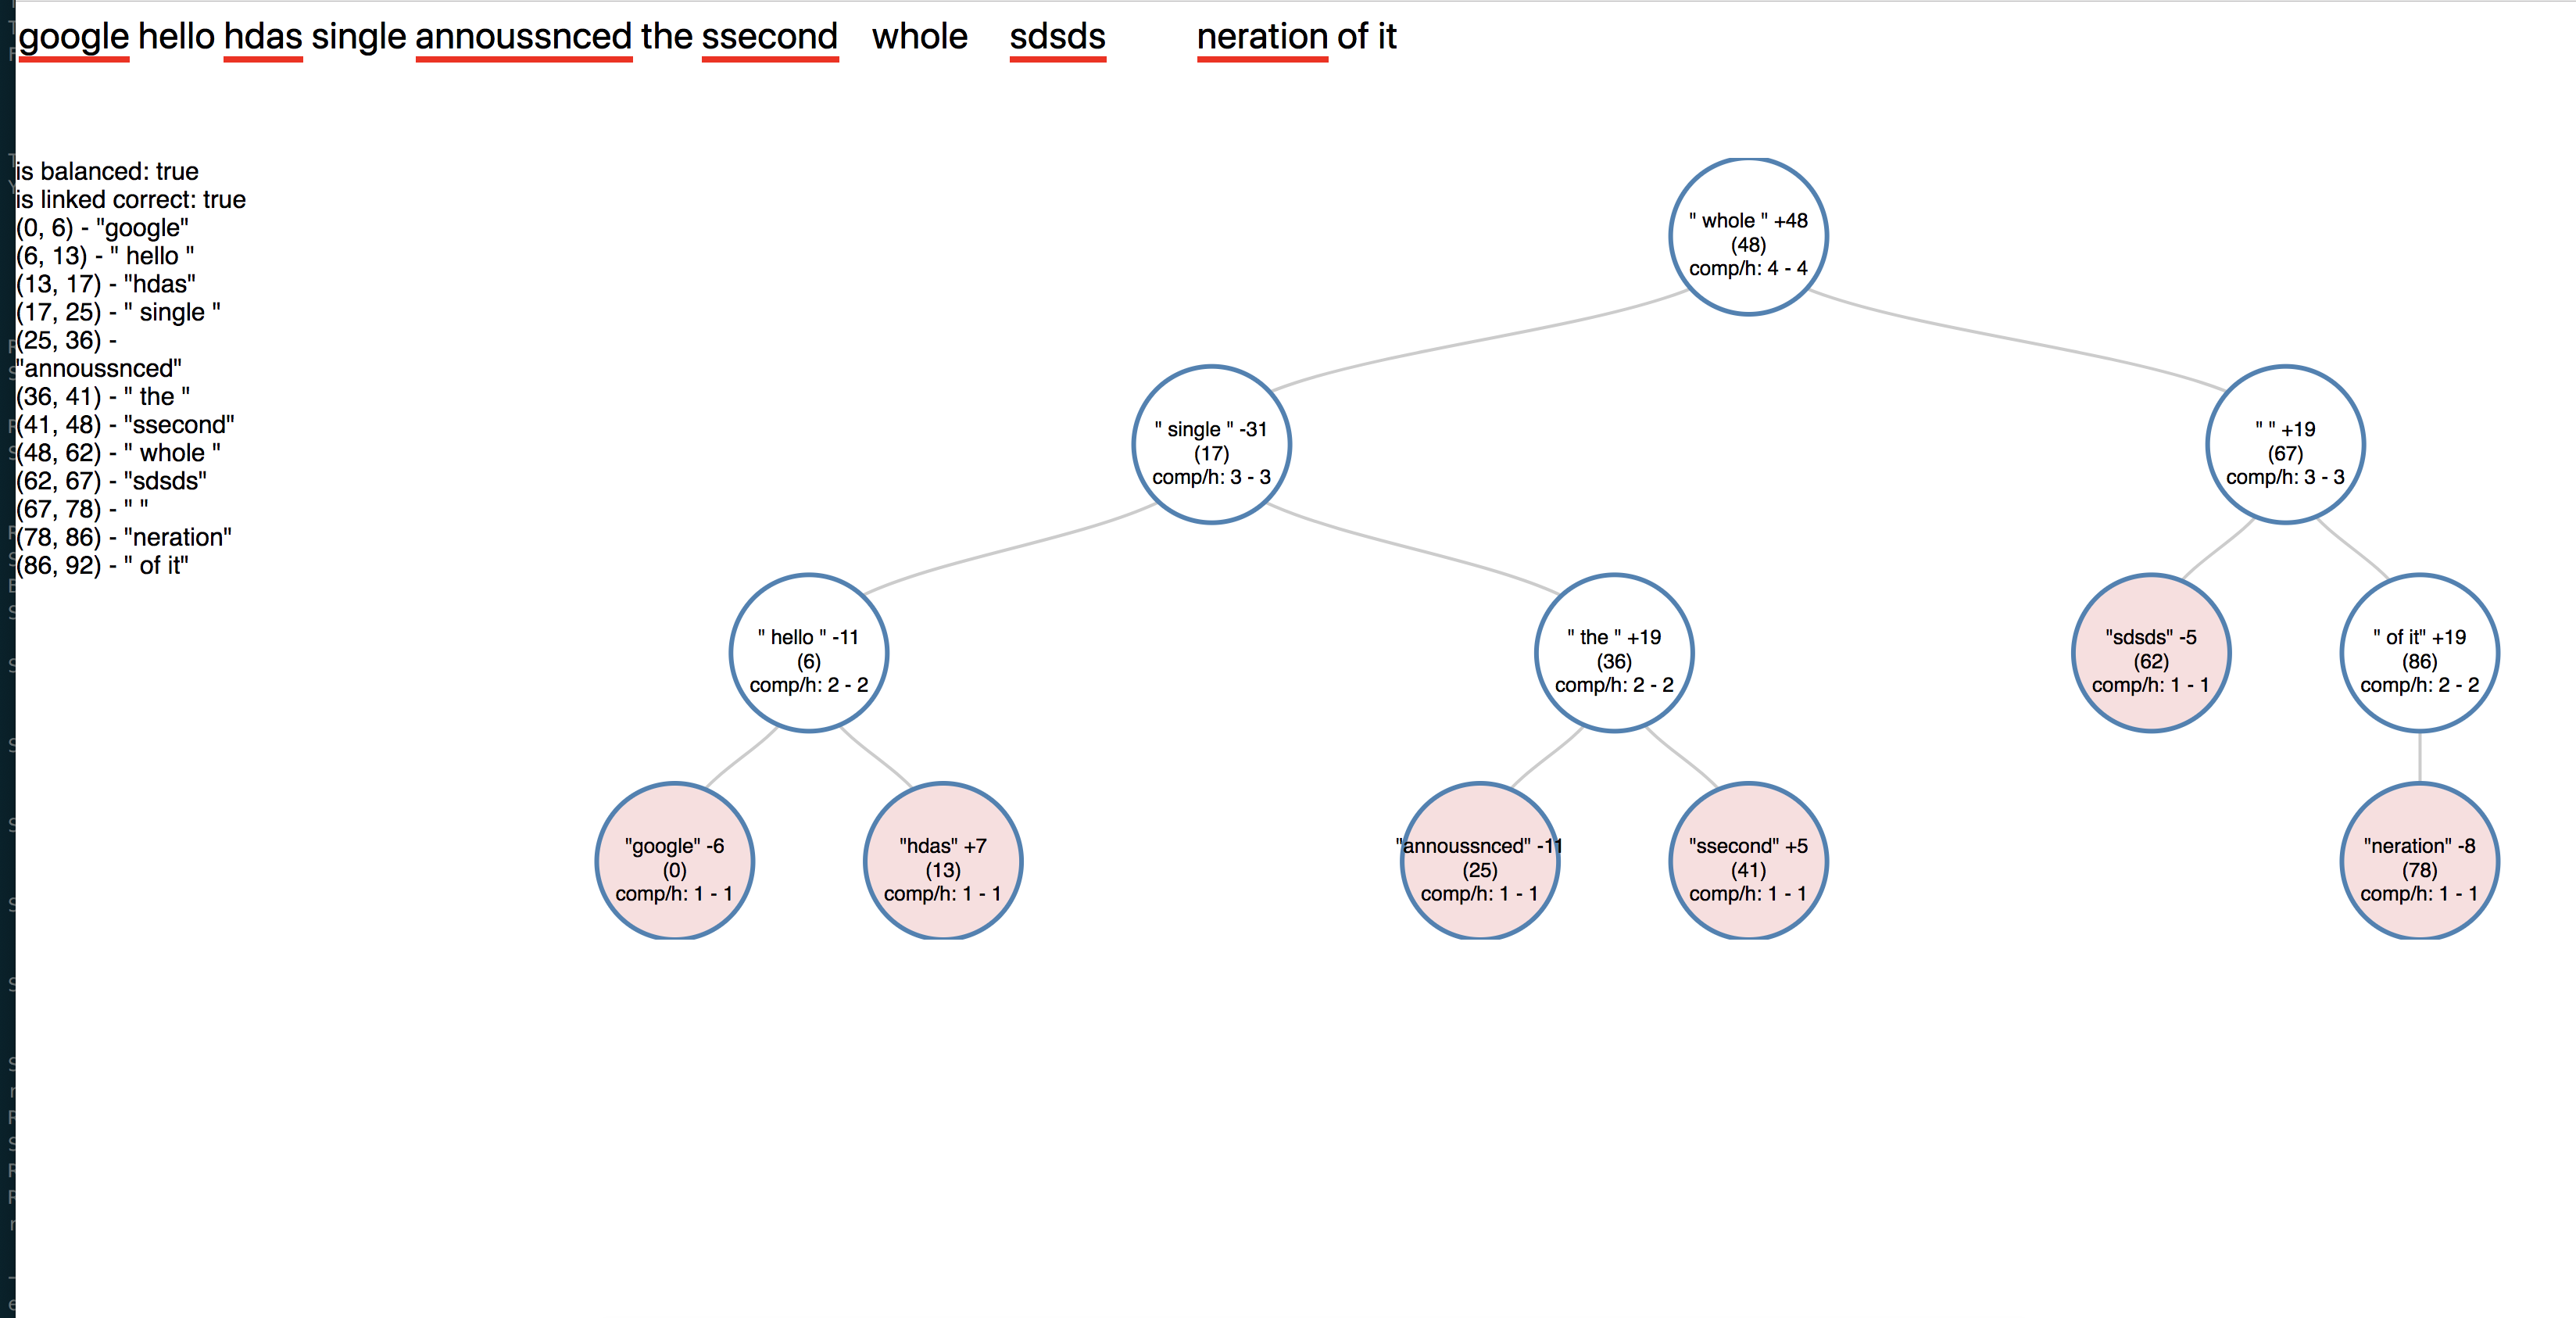 google hello hdas single annoussnced the ssecond whole sdsds neration of it
is balanced: true
is linked correct: true
(0, 6) - "google"
(6, 13) - " hello "
(13, 17) - "hdas"
(17, 25) - " single "
(25, 36) -
"annoussnced"
(36, 41) - " the "
(41, 48) - "ssecond"
(48, 62) - " whole "
(62, 67) - "sdsds"
(67, 78) - " "
(78, 86) - "neration"
(86, 92) - " of it"
" whole " +48
(48)
comp/h: 4 - 4
" single " -31
(17)
comp/h: 3 - 3
" " +19
(67)
comp/h: 3 - 3
" hello " -11
(6)
comp/h: 2 - 2
" the " +19
(36)
comp/h: 2 - 2
"sdsds" -5
(62)
comp/h: 1 - 1
" of it" +19
(86)
comp/h: 2 - 2
"google" -6
(0)
comp/h: 1 - 1
"hdas" +7
(13)
comp/h: 1 - 1
"annoussnced" -11
(25)
comp/h: 1 - 1
"ssecond" +5
(41)
comp/h: 1 - 1
"neration" -8
(78)
comp/h: 1 - 1